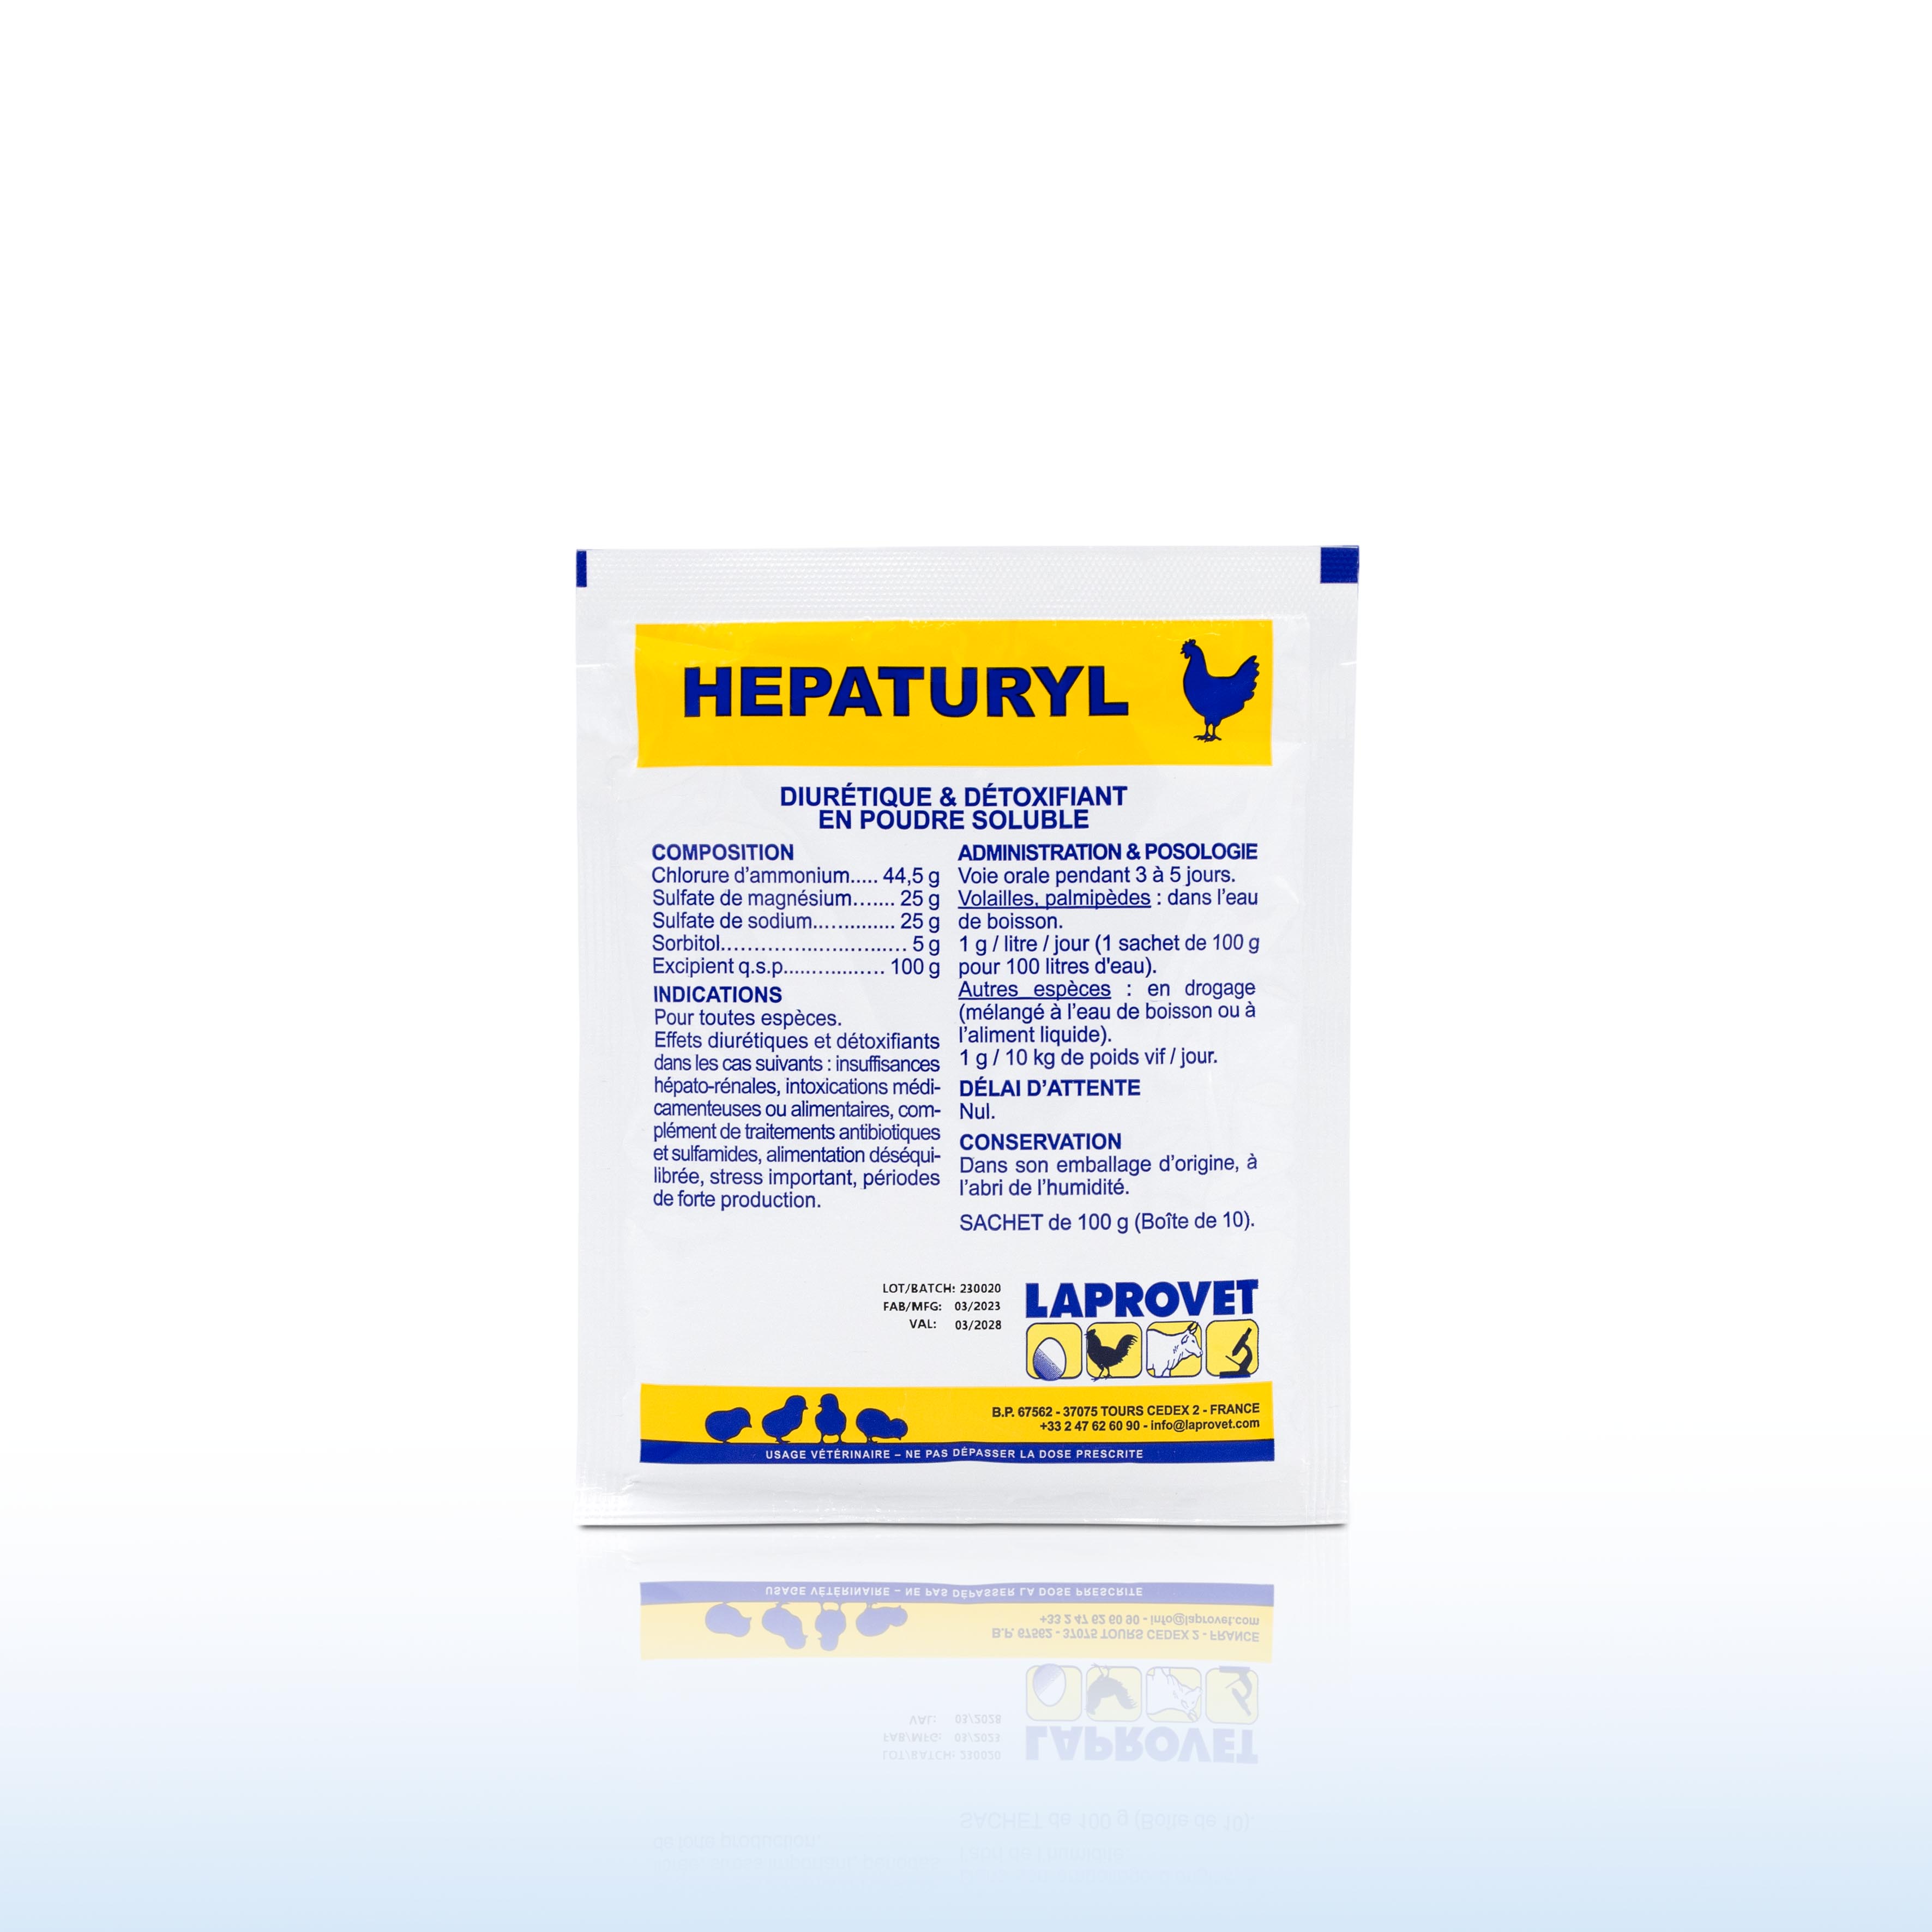 HEPATURYL
DIURÉTIQUE & DÉTOXIFIANT
EN POUDRE SOLUBLE
COMPOSITION
Chlorure d'ammonium..... 44,5 g
Sulfate de magnésium....... 25 g
Sulfate de sodium............... 25 g
Sorbitol................................ 5 g
Excipient q.s.p.................. 100 g
INDICATIONS
Pour toutes espèces.
Effets diurétiques et détoxifiants
dans les cas suivants : insuffisances
hépato-rénales, intoxications médi-
camenteuses ou alimentaires, com-
plément de traitements antibiotiques
et sulfamides, alimentation déséqui-
librée, stress important, périodes
de forte production.
ADMINISTRATION & POSOLOGIE
Voie orale pendant 3 à 5 jours.
Volailles, palmipèdes : dans l'eau
de boisson.
1 g / litre / jour (1 sachet de 100 g
pour 100 litres d'eau).
Autres espèces : en drogage
(mélangé à l'eau de boisson ou à
l'aliment liquide).
1 g / 10 kg de poids vif / jour.
DÉLAI D'ATTENTE
Nul.
CONSERVATION
Dans son emballage d'origine, à
l'abri de l'humidité.
SACHET de 100 g (Boîte de 10).
LOT/BATCH: 230020
FAB/MFG: 03/2023
VAL: 03/2028
LAPROVET
B.P. 67562 - 37075 TOURS CEDEX 2 - FRANCE
+33 2 47 62 60 90 - info@laprovet.com
USAGE VÉTÉRINAIRE – NE PAS DÉPASSER LA DOSE PRESCRITE